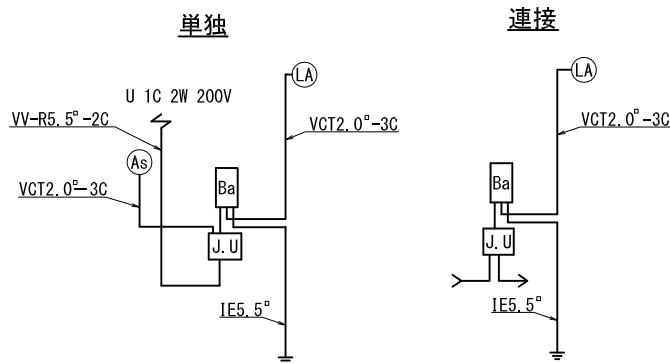 単独
連接
LA
LA
U 1C 2W 200V
VV-R5.5□-2C
VCT2.0□-3C
VCT2.0□-3C
As
Ba
Ba
VCT2.0□-3C
J.U
J.U
IE5.5□
IE5.5□